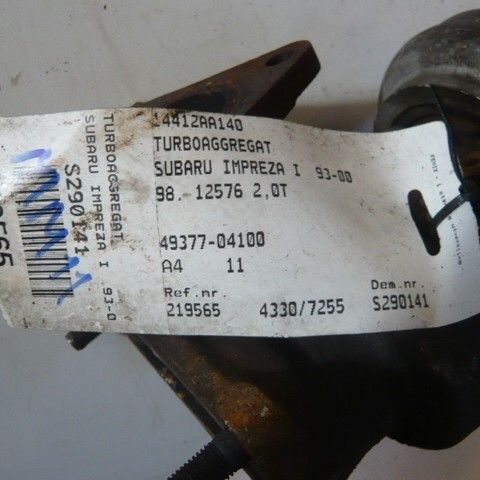 14412AA140
TURBOAGGREGAT
SUBARU IMPREZA I 93-00
98. 12576 2,0T
49377-04100
A4 11
Ref.nr. Dem.nr.
219565 4330/7255 S290141
TURBOAGGREGAT
SUBARU IMPREZA I 93-0
S290141
9565